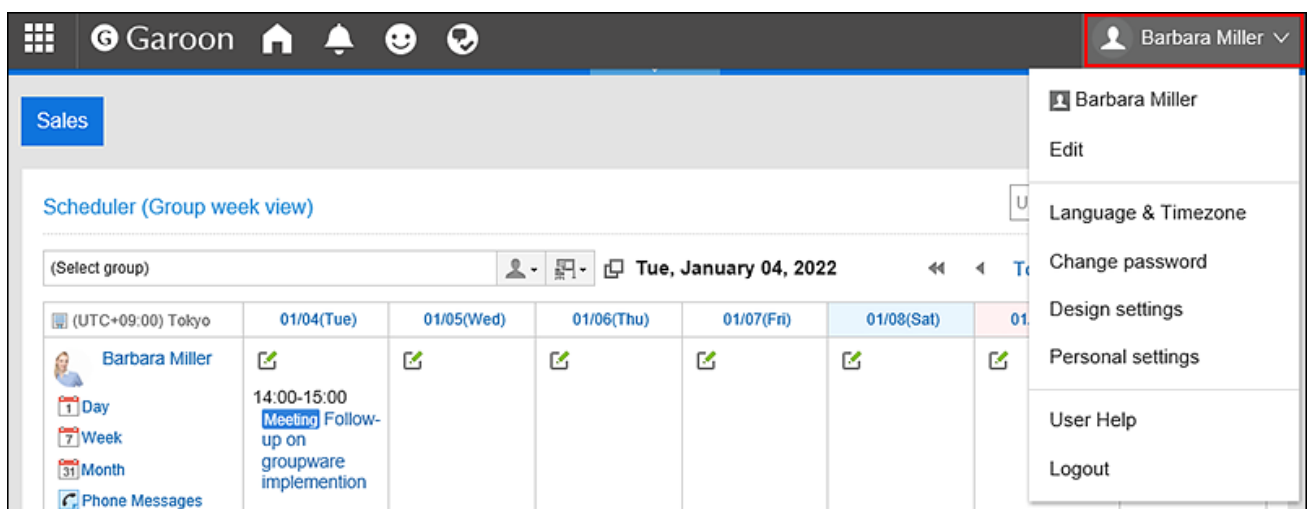 G Garoon
Barbara Miller
Barbara Miller
Edit
Language & Timezone
Change password
Design settings
Personal settings
User Help
Logout
Sales
Scheduler (Group week view)
(Select group)
Tue, January 04, 2022
(UTC+09:00) Tokyo 01/04(Tue) 01/05(Wed) 01/06(Thu) 01/07(Fri) 01/08(Sat)
Barbara Miller
1 Day
7 Week
31 Month
Phone Messages
14:00-15:00
Meeting Follow-
up on
groupware
implemention